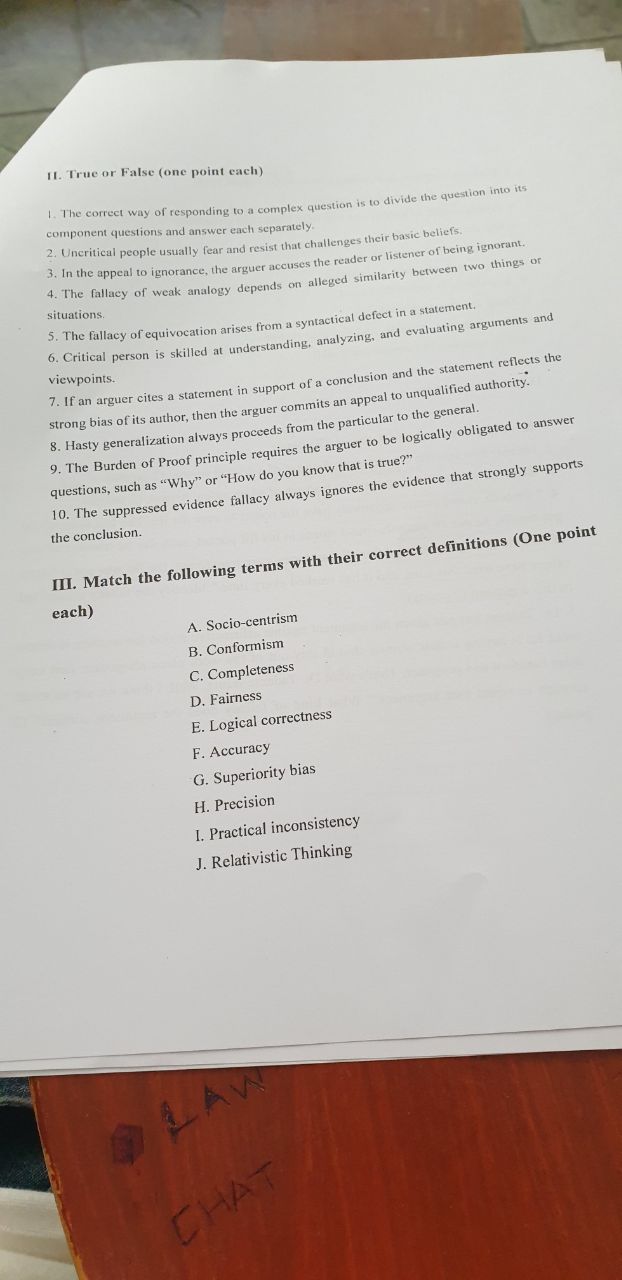 II. True or False (one point each)
1. The correct way of responding to a complex question is to divide the question into its
component questions and answer each separately.
2. Uncritical people usually fear and resist that challenges their basic beliefs.
3. In the appeal to ignorance, the arguer accuses the reader or listener of being ignorant.
4. The fallacy of weak analogy depends on alleged similarity between two things or
situations.
5. The fallacy of equivocation arises from a syntactical defect in a statement.
6. Critical person is skilled at understanding, analyzing, and evaluating arguments and
viewpoints.
7. If an arguer cites a statement in support of a conclusion and the statement reflects the
strong bias of its author, then the arguer commits an appeal to unqualified authority.
8. Hasty generalization always proceeds from the particular to the general.
9. The Burden of Proof principle requires the arguer to be logically obligated to answer
questions, such as “Why” or “How do you know that is true?”
10. The suppressed evidence fallacy always ignores the evidence that strongly supports
the conclusion.
III. Match the following terms with their correct definitions (One point
each)
A. Socio-centrism
B. Conformism
C. Completeness
D. Fairness
E. Logical correctness
F. Accuracy
G. Superiority bias
H. Precision
I. Practical inconsistency
J. Relativistic Thinking
LAW
CHAT